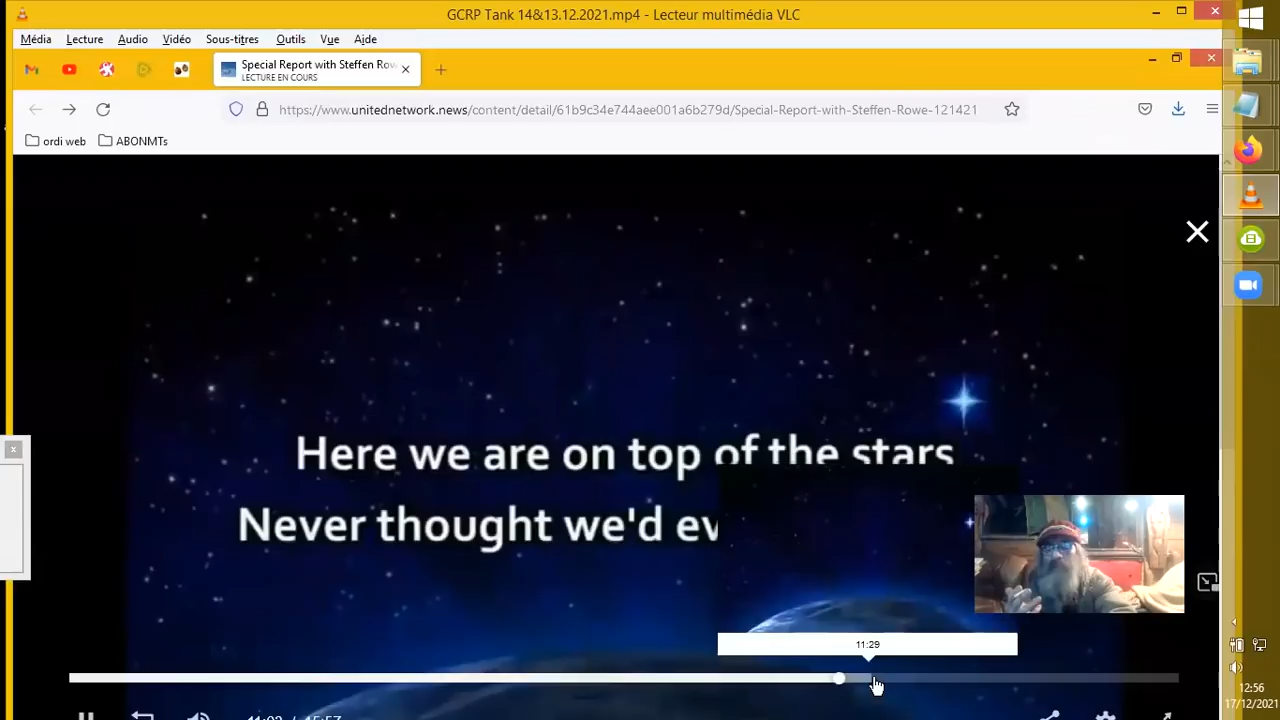 GCRP Tank 14&13.12.2021.mp4 - Lecteur multimédia VLC
Média Lecture Audio Vidéo Sous-titres Outils Vue Aide
Special Report with Steffen Row
LECTURE EN COURS
https://www.unitednetwork.news/content/detail/61b9c34e744aee001a6b279d/Special-Report-with-Steffen-Rowe-121421
ordi web ABONMTs
Here we are on top of the stars
Never thought we'd ev
11:29
12:56
17/12/2021